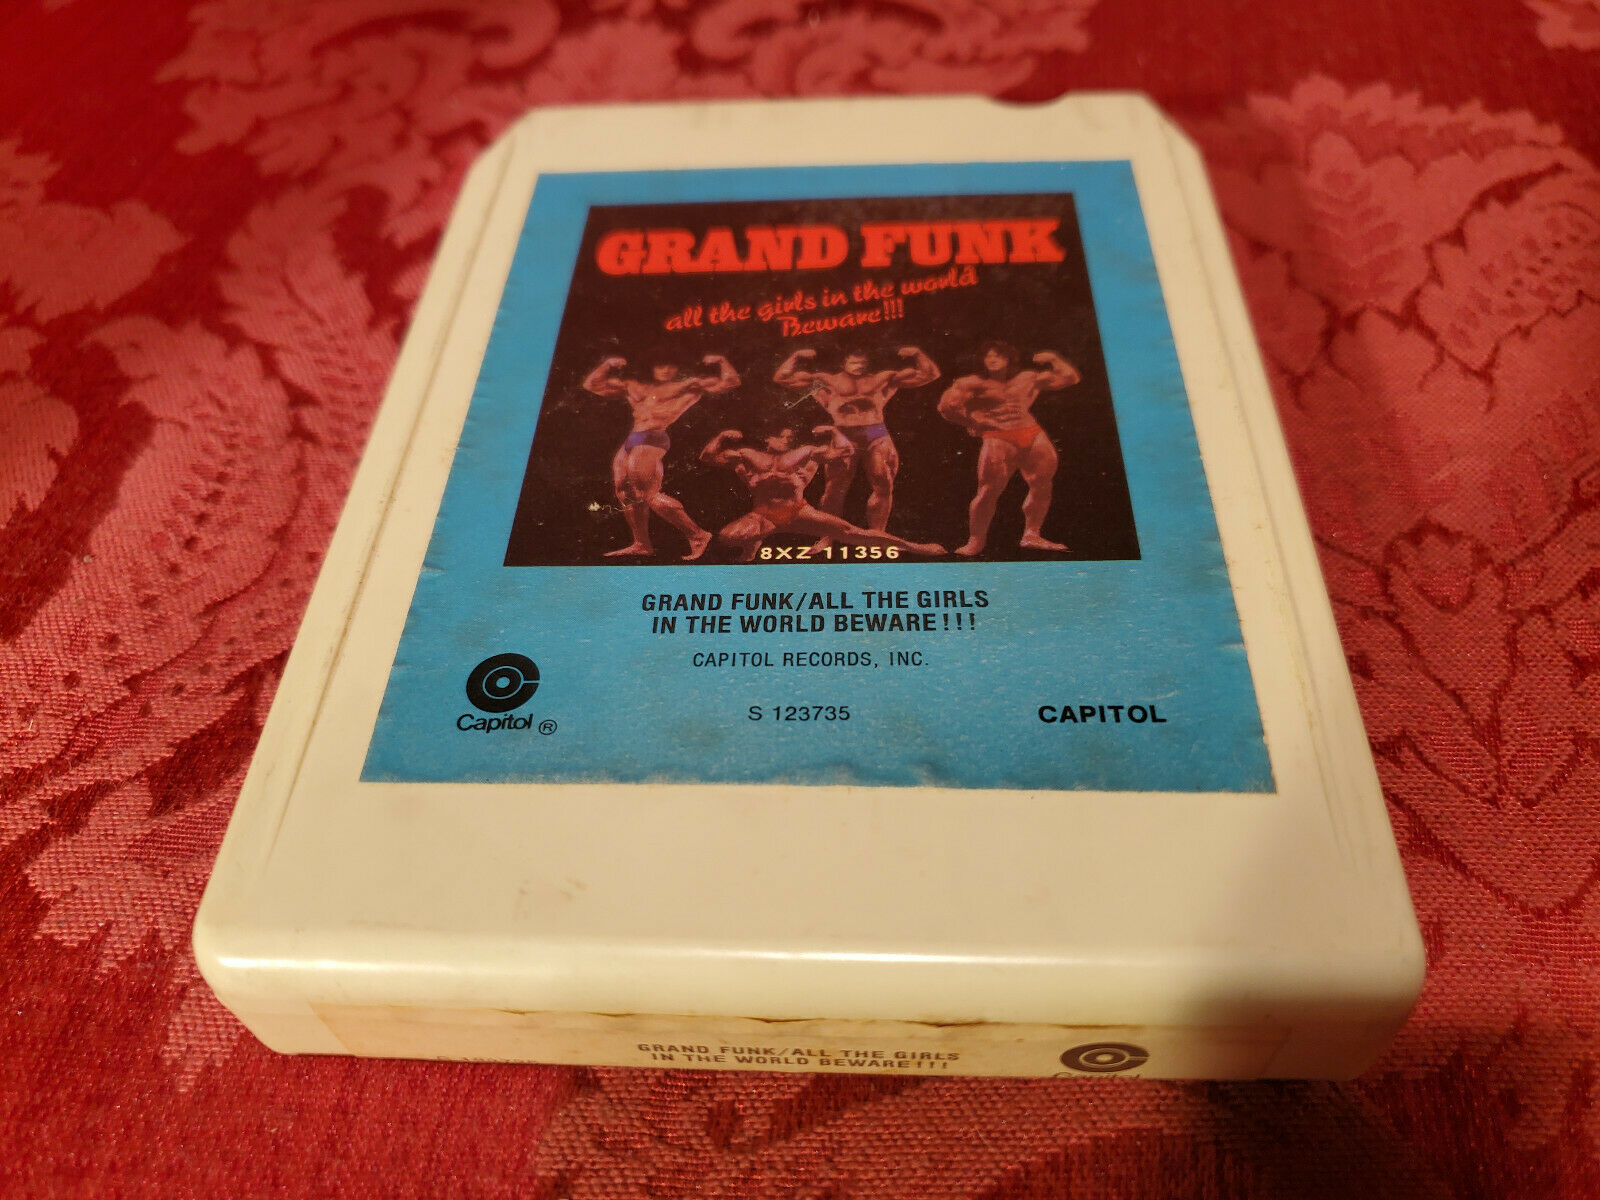 GRAND FUNK
all the girls in the world
Beware!!!
8XZ 11356
GRAND FUNK/ALL THE GIRLS
IN THE WORLD BEWARE!!!
CAPITOL RECORDS, INC.
Capitol ®
S 123735
CAPITOL
GRAND FUNK/ALL THE GIRLS
IN THE WORLD BEWARE!!!
Capitol